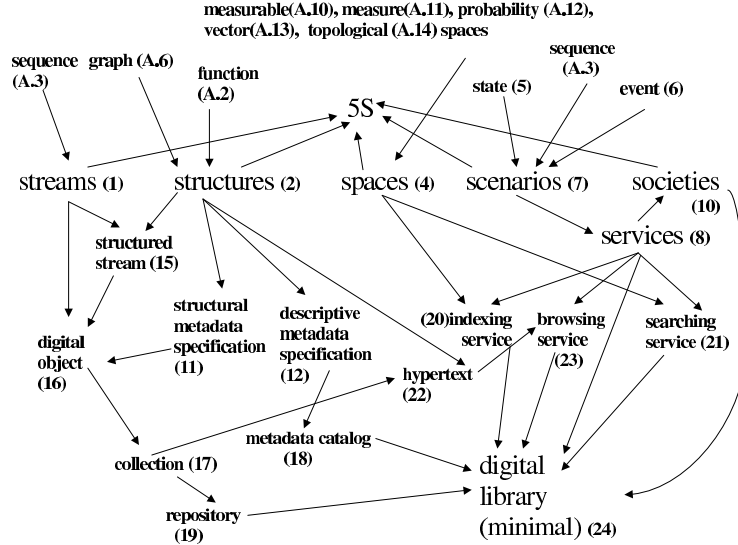 measurable(A.10), measure(A.11), probability (A.12),
vector(A.13), topological (A.14) spaces
sequence
(A.3)
graph (A.6)
function
(A.2)
sequence
(A.3)
state (5)
event (6)
5S
streams (1)
structures (2)
spaces (4)
scenarios (7)
societies
(10)
services (8)
structured
stream (15)
structural
metadata
specification
(11)
descriptive
metadata
specification
(12)
(20)indexing
service
browsing
service
(23)
searching
service (21)
digital
object
(16)
hypertext
(22)
metadata catalog
(18)
collection (17)
repository
(19)
digital
library
(minimal) (24)